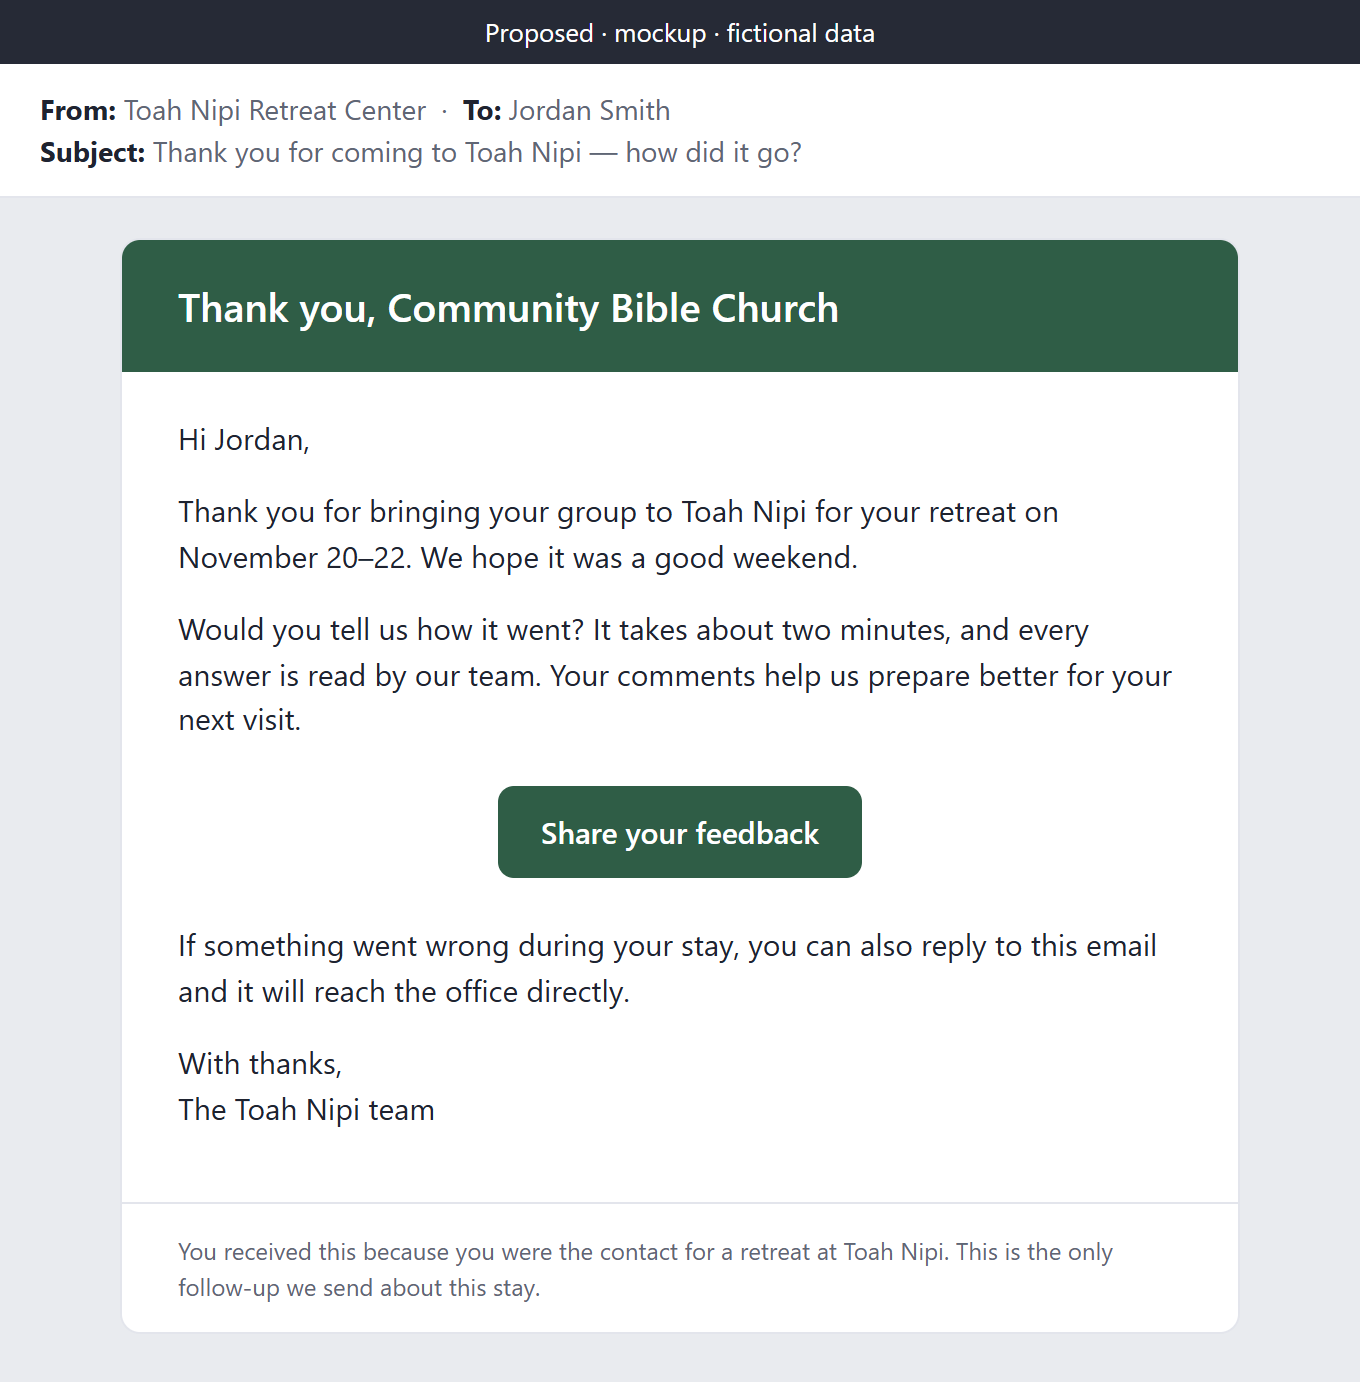 Proposed · mockup · fictional data
From: Toah Nipi Retreat Center · To: Jordan Smith
Subject: Thank you for coming to Toah Nipi — how did it go?
Thank you, Community Bible Church
Hi Jordan,
Thank you for bringing your group to Toah Nipi for your retreat on
November 20–22. We hope it was a good weekend.
Would you tell us how it went? It takes about two minutes, and every
answer is read by our team. Your comments help us prepare better for your
next visit.
Share your feedback
If something went wrong during your stay, you can also reply to this email
and it will reach the office directly.
With thanks,
The Toah Nipi team
You received this because you were the contact for a retreat at Toah Nipi. This is the only
follow-up we send about this stay.